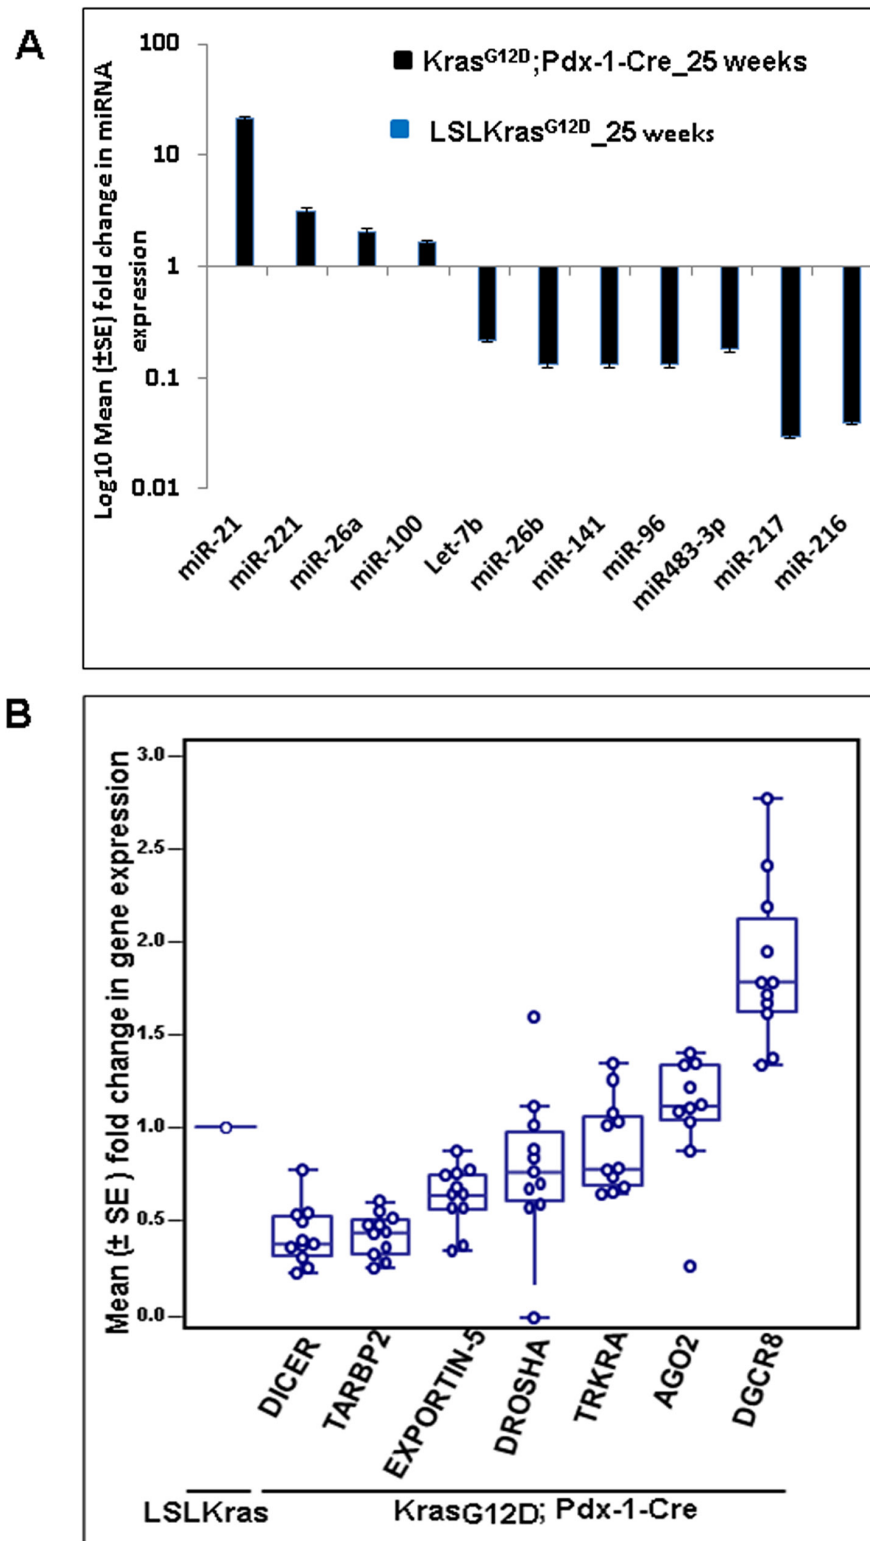 A
Log10 Mean (±SE) fold change in miRNA
expression
100
10
1
0.1
0.01
Kras^G12D;Pdx-1-Cre_25 weeks
LSLKras^G12D_25 weeks
miR-21
miR-221
miR-26a
miR-100
Let-7b
miR-26b
miR-141
miR-96
miR483-3p
miR-217
miR-216
B
Mean (± SE ) fold change in gene expression
3.0
2.5
2.0
1.5
1.0
0.5
0.0
DICER
TARBP2
EXPORTIN-5
DROSHA
TRKRA
AGO2
DGCR8
LSLKras
KrasG12D; Pdx-1-Cre